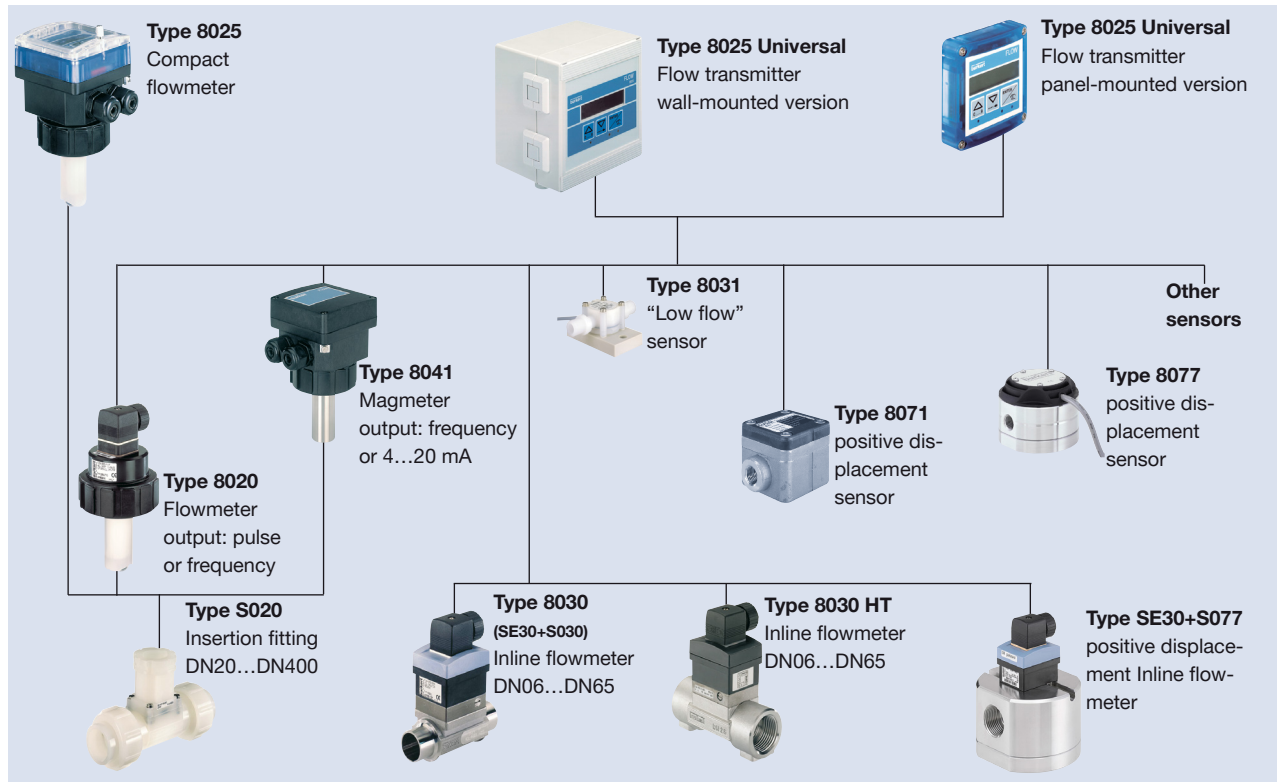 Type 8025
Compact
flowmeter
Type 8025 Universal
Flow transmitter
wall-mounted version
Type 8025 Universal
Flow transmitter
panel-mounted version
FLOW
FLOW
Type 8031
“Low flow”
sensor
Other
sensors
Type 8041
Magmeter
output: frequency
or 4…20 mA
Type 8071
positive dis-
placement
sensor
Type 8077
positive dis-
placement
sensor
Type 8020
Flowmeter
output: pulse
or frequency
Type S020
Insertion fitting
DN20…DN400
Type 8030
(SE30+S030)
Inline flowmeter
DN06…DN65
Type 8030 HT
Inline flowmeter
DN06…DN65
Type SE30+S077
positive displace-
ment Inline flow-
meter